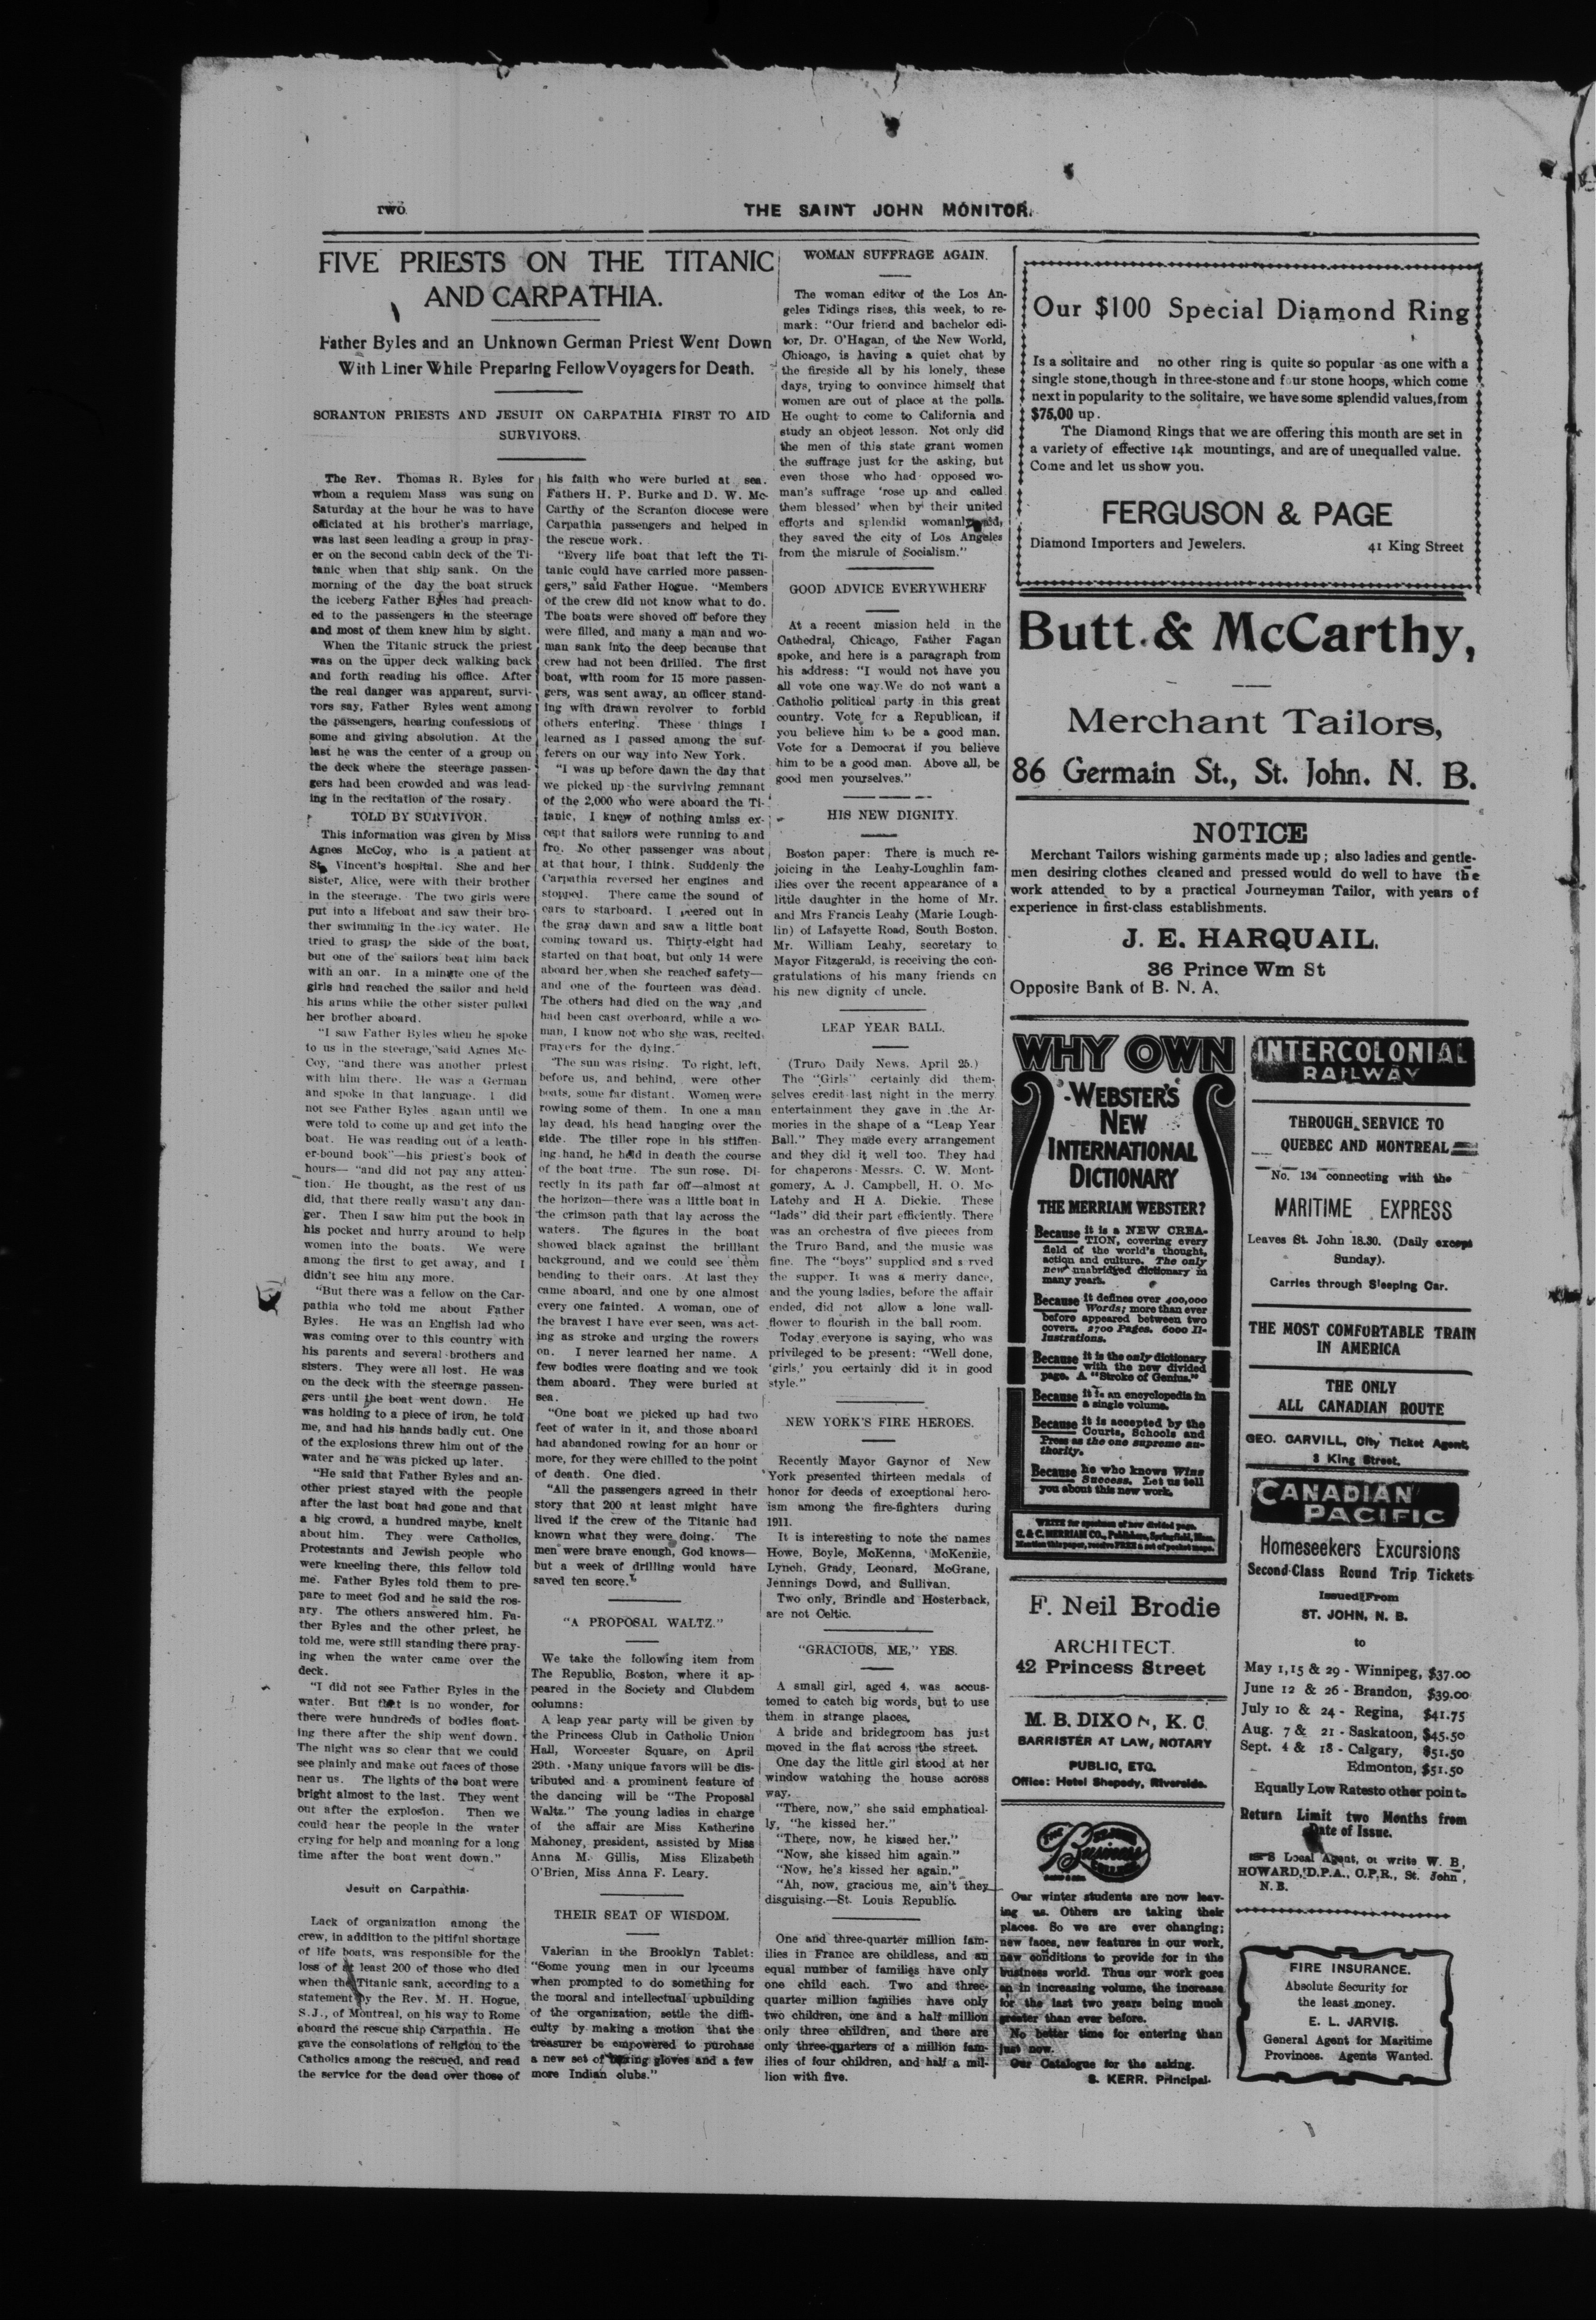 TWO
THE SAINT JOHN MONITOR.
FIVE PRIESTS ON THE TITANIC
AND CARPATHIA.
Father Byles and an Unknown German Priest Went Down
With Liner While Preparing Fellow Voyagers for Death.
SCRANTON PRIESTS AND JESUIT ON CARPATHIA FIRST TO AID
SURVIVORS.
The Rev. Thomas R. Byles for
whom a requiem Mass was sung on
Saturday at the hour he was to have
officiated at his brother's marriage,
was last seen leading a group in pray-
er on the second cabin deck of the Ti-
tanic when that ship sank. On the
morning of the day the boat struck
the iceberg Father Byles had preach-
ed to the passengers in the steerage
and most of them knew him by sight.
When the Titanic struck the priest
was on the upper deck walking back
and forth reading his office. After
the real danger was apparent, survi-
vors say, Father Byles went among
the passengers, hearing confessions of
some and giving absolution. At the
last he was the center of a group on
the deck where the steerage passen-
gers had been crowded and was lead-
ing in the recitation of the rosary.
TOLD BY SURVIVOR.
This information was given by Miss
Agnes McCoy, who is a patient at
St. Vincent's hospital. She and her
sister, Alice, were with their brother
in the steerage. The two girls were
put into a lifeboat and saw their bro-
ther swimming in the icy water. He
tried to grasp the side of the boat,
but one of the sailors beat him back
with an oar. In a minute one of the
girls had reached the sailor and held
his arms while the other sister pulled
her brother aboard.
"I saw Father Byles when he spoke
to us in the steerage,"said Agnes Mc-
Coy, "and there was another priest
with him there. He was a German
and spoke in that language. I did
not see Father Byles again until we
were told to come up and get into the
boat. He was reading out of a leath-
er-bound book"—his priest's book of
hours— "and did not pay any atten-
tion. He thought, as the rest of us
did, that there really wasn't any dan-
ger. Then I saw him put the book in
his pocket and hurry around to help
women into the boats. We were
among the first to get away, and I
didn't see him any more.
"But there was a fellow on the Car-
pathia who told me about Father
Byles. He was an English lad who
was coming over to this country with
his parents and several brothers and
sisters. They were all lost. He was
on the deck with the steerage passen-
gers until the boat went down. He
was holding to a piece of iron, he told
me, and had his hands badly cut. One
of the explosions threw him out of the
water and he was picked up later.
"He said that Father Byles and an-
other priest stayed with the people
after the last boat had gone and that
a big crowd, a hundred maybe, knelt
about him. They were Catholics,
Protestants and Jewish people who
were kneeling there, this fellow told
me. Father Byles told them to pre-
pare to meet God and he said the ros-
ary. The others answered him. Fa-
ther Byles and the other priest, he
told me, were still standing there pray-
ing when the water came over the
deck.
"I did not see Father Byles in the
water. But that is no wonder, for
there were hundreds of bodies float-
ing there after the ship went down.
The night was so clear that we could
see plainly and make out faces of those
near us. The lights of the boat were
bright almost to the last. They went
out after the explosion. Then we
could hear the people in the water
crying for help and moaning for a long
time after the boat went down."
Jesuit on Carpathia.
Lack of organization among the
crew, in addition to the pitiful shortage
of life boats, was responsible for the
loss of at least 200 of those who died
when the Titanic sank, according to a
statement by the Rev. M. H. Hogue,
S.J., of Montreal, on his way to Rome
aboard the rescue ship Carpathia. He
gave the consolations of religion to the
Catholics among the rescued, and read
the service for the dead over those of
his faith who were buried at sea.
Fathers H. P. Burke and D. W. Mc-
Carthy of the Scranton diocese were
Carpathia passengers and helped in
the rescue work.
"Every life boat that left the Ti-
tanic could have carried more passen-
gers," said Father Hogue. "Members
of the crew did not know what to do.
The boats were shoved off before they
were filled, and many a man and wo-
man sank into the deep because that
crew had not been drilled. The first
boat, with room for 15 more passen-
gers, was sent away, an officer stand-
ing with drawn revolver to forbid
others entering. These things I
learned as I passed among the suf-
ferers on our way into New York.
"I was up before dawn the day that
we picked up the surviving remnant
of the 2,000 who were aboard the Ti-
tanic. I knew of nothing amiss ex-
cept that sailors were running to and
fro. No other passenger was about
at that hour, I think. Suddenly the
Carpathia reversed her engines and
stopped. There came the sound of
oars to starboard. I peered out in
the gray dawn and saw a little boat
coming toward us. Thirty-eight had
started on that boat, but only 14 were
aboard her when she reached safety—
and one of the fourteen was dead.
The others had died on the way ,and
had been cast overboard, while a wo-
man, I know not who she was, recited
prayers for the dying."
"The sun was rising. To right, left,
before us, and behind, were other
boats, some far distant. Women were
rowing some of them. In one a man
lay dead, his head hanging over the
side. The tiller rope in his stiffen-
ing hand, he held in death the course
of the boat true. The sun rose. Di-
rectly in its path far off—almost at
the horizon—there was a little boat in
the crimson path that lay across the
waters. The figures in the boat
showed black against the brilliant
background, and we could see them
bending to their oars. At last they
came aboard, and one by one almost
every one fainted. A woman, one of
the bravest I have ever seen, was act-
ing as stroke and urging the rowers
on. I never learned her name. A
few bodies were floating and we took
them aboard. They were buried at
sea.
"One boat we picked up had two
feet of water in it, and those aboard
had abandoned rowing for an hour or
more, for they were chilled to the point
of death. One died.
"All the passengers agreed in their
story that 200 at least might have
lived if the crew of the Titanic had
known what they were doing. The
men were brave enough, God knows—
but a week of drilling would have
saved ten score."
"A PROPOSAL WALTZ."
We take the following item from
The Republic, Boston, where it ap-
peared in the Society and Clubdom
columns:
A leap year party will be given by
the Princess Club in Catholic Union
Hall, Worcester Square, on April
29th. Many unique favors will be dis-
tributed and a prominent feature of
the dancing will be "The Proposal
Waltz." The young ladies in charge
of the affair are Miss Katherine
Mahoney, president, assisted by Miss
Anna M. Gillis, Miss Elizabeth
O'Brien, Miss Anna F. Leary.
THEIR SEAT OF WISDOM.
Valerian in the Brooklyn Tablet:
"Some young men in our lyceums
when prompted to do something for
the moral and intellectual upbuilding
of the organization, settle the diffi-
culty by making a motion that the
treasurer be empowered to purchase
a new set of boxing gloves and a few
more Indian clubs."
WOMAN SUFFRAGE AGAIN.
The woman editor of the Los An-
geles Tidings rises, this week, to re-
mark: "Our friend and bachelor edi-
tor, Dr. O'Hagan, of the New World,
Chicago, is having a quiet chat by
the fireside all by his lonely, these
days, trying to convince himself that
women are out of place at the polls.
He ought to come to California and
study an object lesson. Not only did
the men of this state grant women
the suffrage just for the asking, but
even those who had opposed wo-
man's suffrage 'rose up and called
them blessed' when by their united
efforts and splendid womanly aid,
they saved the city of Los Angeles
from the misrule of Socialism."
GOOD ADVICE EVERYWHERE
At a recent mission held in the
Cathedral, Chicago, Father Fagan
spoke, and here is a paragraph from
his address: "I would not have you
all vote one way.We do not want a
Catholic political party in this great
country. Vote for a Republican, if
you believe him to be a good man.
Vote for a Democrat if you believe
him to be a good man. Above all, be
good men yourselves."
HIS NEW DIGNITY.
Boston paper: There is much re-
joicing in the Leahy-Loughlin fam-
ilies over the recent appearance of a
little daughter in the home of Mr.
and Mrs Francis Leahy (Marie Lough-
lin) of Lafayette Road, South Boston.
Mr. William Leahy, secretary to
Mayor Fitzgerald, is receiving the con-
gratulations of his many friends on
his new dignity of uncle.
LEAP YEAR BALL.
(Truro Daily News, April 25.)
The "Girls" certainly did them-
selves credit last night in the merry
entertainment they gave in the Ar-
mories in the shape of a "Leap Year
Ball." They made every arrangement
and they did it well too. They had
for chaperons Messrs. C. W. Mont-
gomery, A. J. Campbell, H. O. Mc-
Latchy and H A. Dickie. These
"lads" did their part efficiently. There
was an orchestra of five pieces from
the Truro Band, and the music was
fine. The "boys" supplied and s rved
the supper. It was a merry dance,
and the young ladies, before the affair
ended, did not allow a lone wall-
flower to flourish in the ball room.
Today everyone is saying, who was
privileged to be present: "Well done,
'girls,' you certainly did it in good
style."
NEW YORK'S FIRE HEROES.
Recently Mayor Gaynor of New
York presented thirteen medals of
honor for deeds of exceptional hero-
ism among the fire-fighters during
1911.
It is interesting to note the names
Howe, Boyle, McKenna, McKenzie,
Lynch, Grady, Leonard, McGrane,
Jennings Dowd, and Sullivan.
Two only, Brindle and Hosterback,
are not Celtic.
"GRACIOUS, ME," YES.
A small girl, aged 4, was accus-
tomed to catch big words, but to use
them in strange places.
A bride and bridegroom has just
moved in the flat across the street.
One day the little girl stood at her
window watching the house across
way.
"There, now," she said emphatical-
ly, "he kissed her."
"There, now, he kissed her."
"Now, she kissed him again."
"Now, he's kissed her again."
"Ah, now, gracious me, ain't they
disguising.—St. Louis Republic.
One and three-quarter million fam-
ilies in France are childless, and an
equal number of families have only
one child each. Two and three-
quarter million families have only
two children, one and a half million
only three children, and there are
only three-quarters of a million fam-
ilies of four children, and half a mil-
lion with five.
Our $100 Special Diamond Ring
Is a solitaire and no other ring is quite so popular as one with a
single stone,though in three-stone and four stone hoops, which come
next in popularity to the solitaire, we have some splendid values,from
$75,00 up.
The Diamond Rings that we are offering this month are set in
a variety of effective 14k mountings, and are of unequalled value.
Come and let us show you.
FERGUSON & PAGE
Diamond Importers and Jewelers. 41 King Street
Butt & McCarthy,
Merchant Tailors,
86 Germain St., St. John. N. B.
NOTICE
Merchant Tailors wishing garments made up; also ladies and gentle-
men desiring clothes cleaned and pressed would do well to have the
work attended to by a practical Journeyman Tailor, with years of
experience in first-class establishments.
J. E. HARQUAIL.
36 Prince Wm St
Opposite Bank of B. N. A.
WHY OWN
WEBSTER'S
NEW
INTERNATIONAL
DICTIONARY
THE MERRIAM WEBSTER?
Because it is a NEW CREA-
TION, covering every
field of the world's thought,
action and culture. The only
new unabridged dictionary in
many years.
Because it defines over 400,000
Words; more than ever
before appeared between two
covers. 2700 Pages. 6000 Il-
lustrations.
Because it is the only dictionary
with the new divided
page. A "Stroke of Genius."
Because it is an encyclopedia in
a single volume.
Because it is accepted by the
Courts, Schools and
Press as the one supreme au-
thority.
Because he who knows Wins
Success. Let us tell
you about this new work.
WRITE for specimen of new divided page.
G. & C. MERRIAM CO., Publishers, Springfield, Mass.
Mention this paper, receive FREE a set of pocket maps.
F. Neil Brodie
ARCHITECT.
42 Princess Street
M. B. DIXON, K. C.
BARRISTER AT LAW, NOTARY
PUBLIC, ETC.
Office: Hotel Shepody, Riverside.
THE
Business
COLLEGE
Our winter students are now leav-
ing us. Others are taking their
places. So we are ever changing;
new faces, new features in our work,
new conditions to provide for in the
business world. Thus our work goes
on in increasing volume, the increase
for the last two years being much
greater than ever before.
No better time for entering than
just now.
Our Catalogue for the asking.
S. KERR. Principal.
INTERCOLONIAL
RAILWAY
THROUGH SERVICE TO
QUEBEC AND MONTREAL
No. 134 connecting with the
MARITIME EXPRESS
Leaves St. John 18.30. (Daily except
Sunday).
Carries through Sleeping Car.
THE MOST COMFORTABLE TRAIN
IN AMERICA
THE ONLY
ALL CANADIAN ROUTE
GEO. CARVILL, City Ticket Agent,
3 King Street.
CANADIAN
PACIFIC
Homeseekers Excursions
Second-Class Round Trip Tickets
Issued From
ST. JOHN, N. B.
to
May 1,15 & 29 - Winnipeg, $37.00
June 12 & 26 - Brandon, $39.00
July 10 & 24 - Regina, $41.75
Aug. 7 & 21 - Saskatoon, $45.50
Sept. 4 & 18 - Calgary, $51.50
Edmonton, $51.50
Equally Low Rates to other points.
Return Limit two Months from
Date of Issue.
Local Agent, or write W. B,
HOWARD, D.P.A., C.P.R., St. John,
N. B.
FIRE INSURANCE.
Absolute Security for
the least money.
E. L. JARVIS.
General Agent for Maritime
Provinces. Agents Wanted.